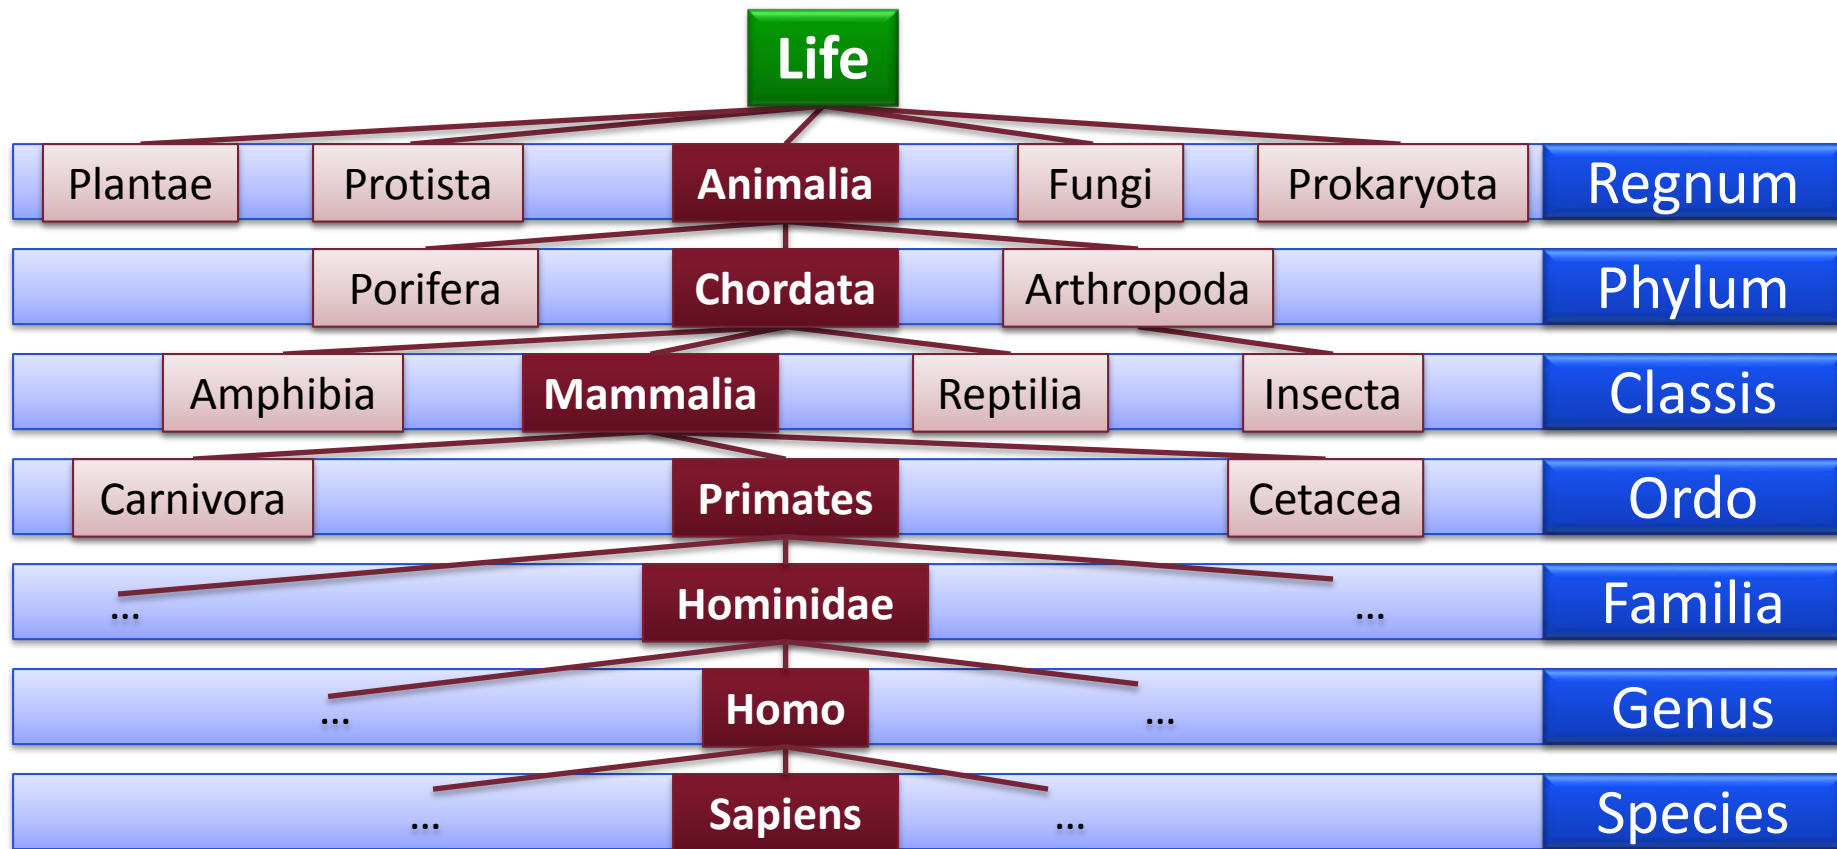 Life
Plantae Protista Animalia Fungi Prokaryota Regnum
Porifera Chordata Arthropoda Phylum
Amphibia Mammalia Reptilia Insecta Classis
Carnivora Primates Cetacea Ordo
... Hominidae ... Familia
... Homo ... Genus
... Sapiens ... Species